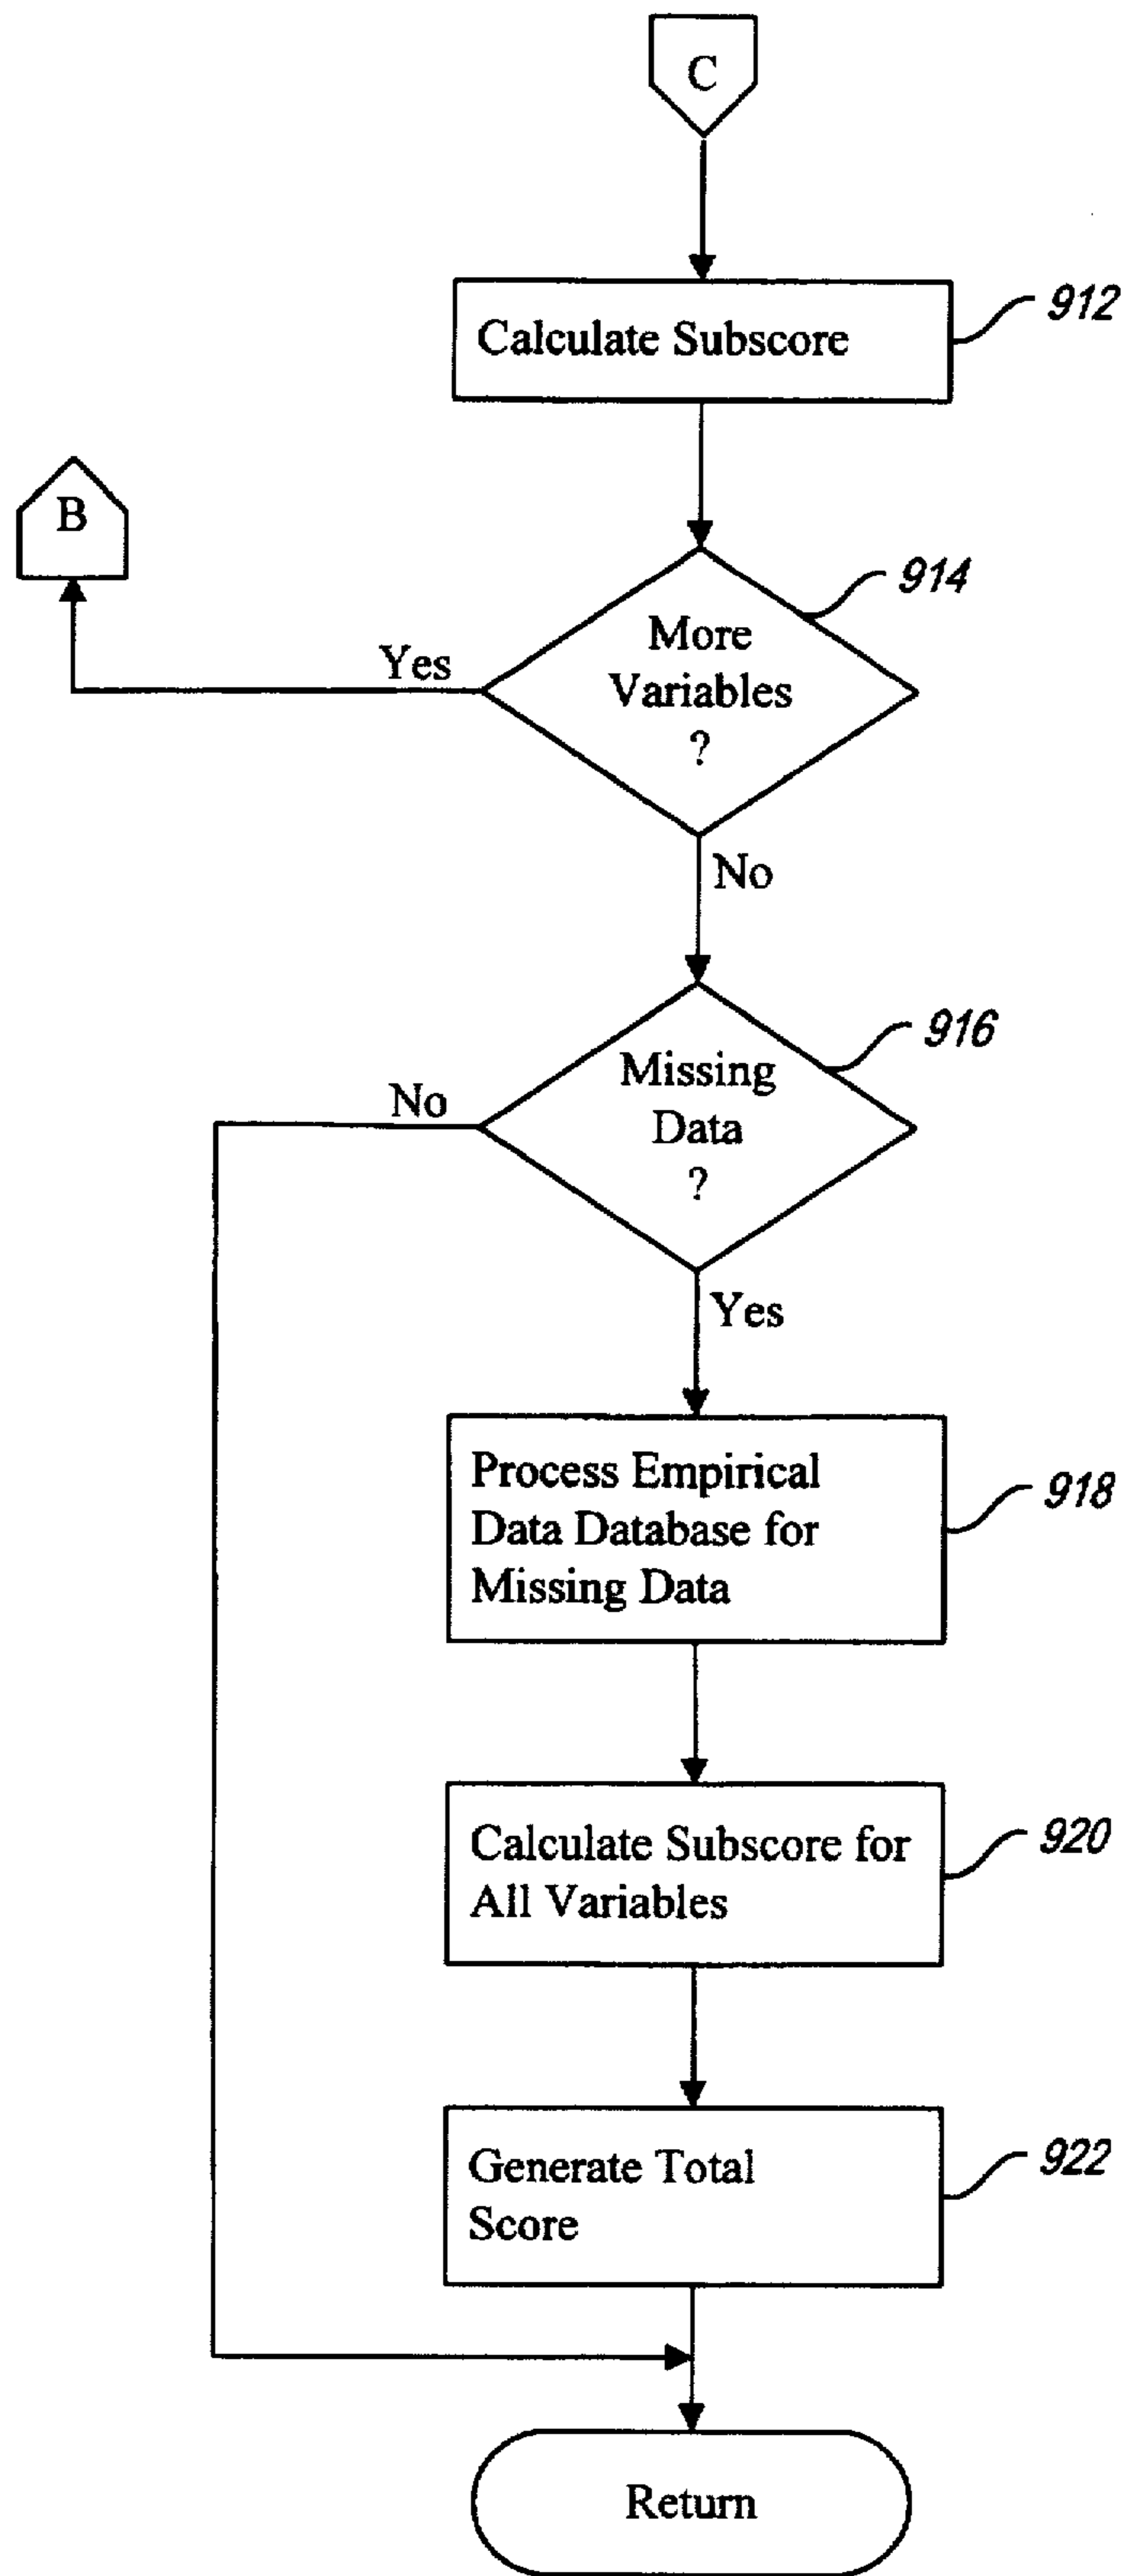 C
Calculate Subscore
912
B
914
More
Variables
?
Yes
No
916
Missing
Data
?
No
Yes
Process Empirical
Data Database for
Missing Data
918
Calculate Subscore for
All Variables
920
Generate Total
Score
922
Return